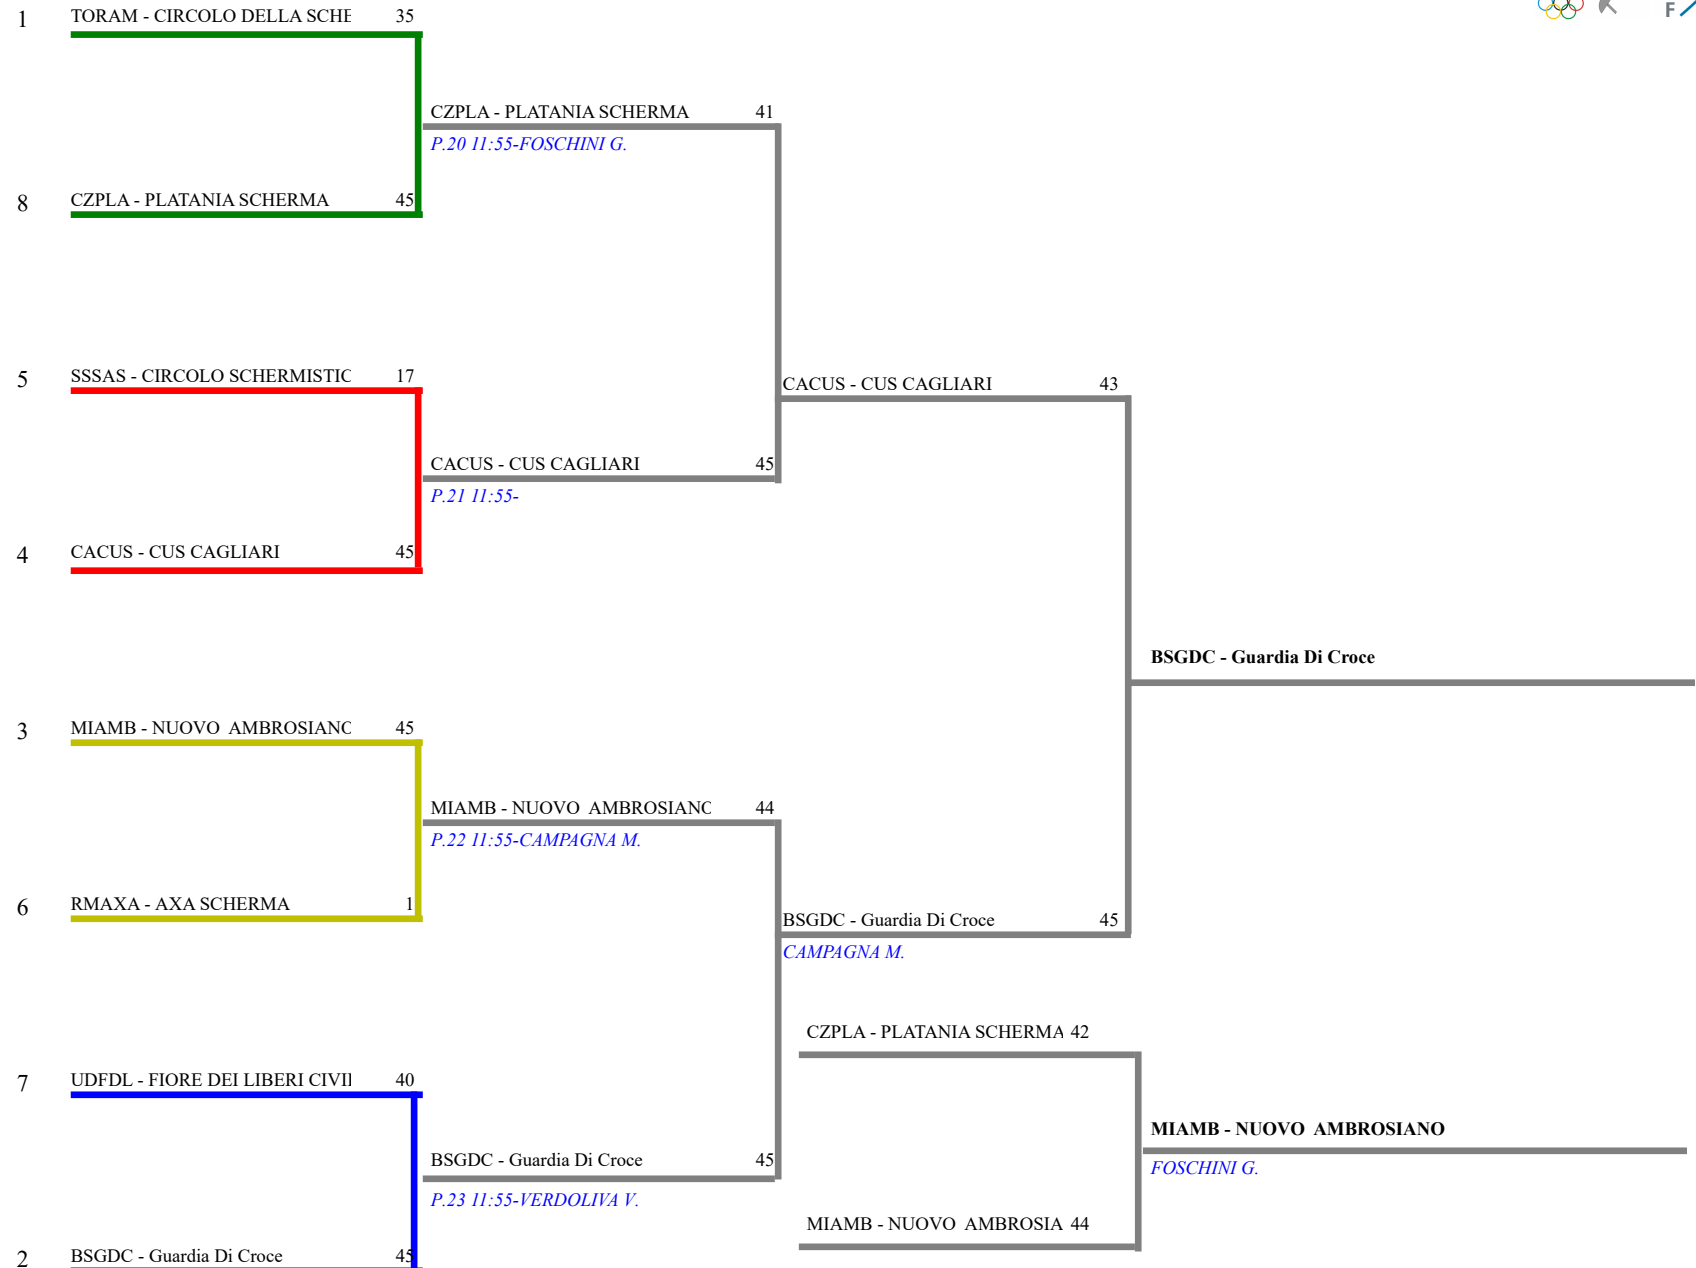 F
1 TORAM - CIRCOLO DELLA SCHE 35
CZPLA - PLATANIA SCHERMA 41
P.20 11:55-FOSCHINI G.
8 CZPLA - PLATANIA SCHERMA 45
5 SSSAS - CIRCOLO SCHERMISTIC 17
CACUS - CUS CAGLIARI 43
CACUS - CUS CAGLIARI 45
P.21 11:55-
4 CACUS - CUS CAGLIARI 45
BSGDC - Guardia Di Croce
3 MIAMB - NUOVO AMBROSIANO 45
MIAMB - NUOVO AMBROSIANO 44
P.22 11:55-CAMPAGNA M.
6 RMAXA - AXA SCHERMA 1
BSGDC - Guardia Di Croce 45
CAMPAGNA M.
CZPLA - PLATANIA SCHERMA 42
7 UDFDL - FIORE DEI LIBERI CIVII 40
MIAMB - NUOVO AMBROSIANO
FOSCHINI G.
BSGDC - Guardia Di Croce 45
P.23 11:55-VERDOLIVA V.
MIAMB - NUOVO AMBROSIA 44
2 BSGDC - Guardia Di Croce 45